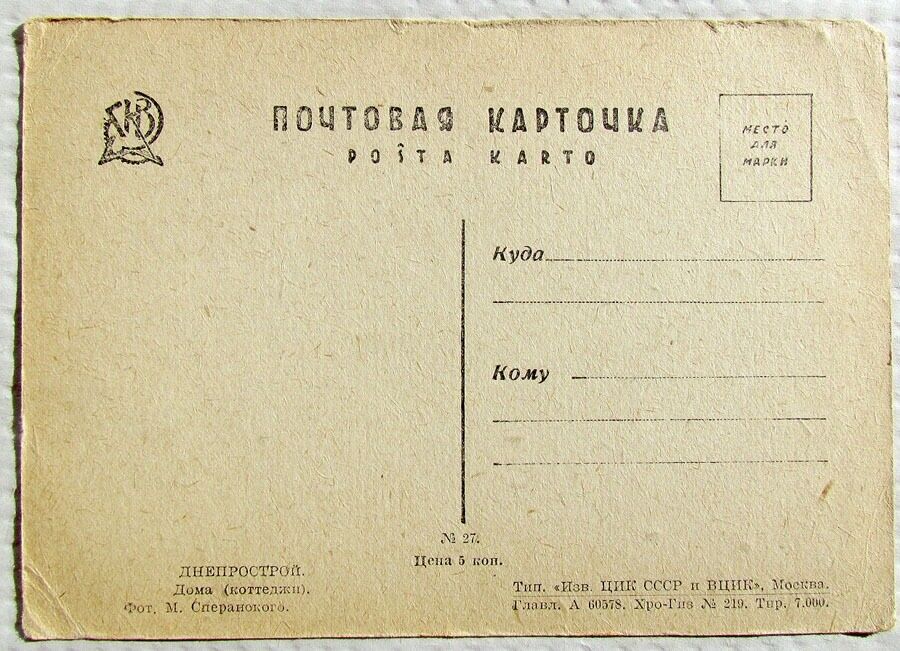 ПОЧТОВАЯ КАРТОЧКА
POŜTA KARTO
МЕСТО
ДЛЯ
МАРКИ
Куда
Кому
№ 27.
Цена 5 коп.
ДНЕПРОСТРОЙ.
Дома (коттеджи).
Фот. М. Сперанского.
Тип. «Изв. ЦИК СССР и ВЦИК», Москва.
Главл. А 60578. Хро-Гиз № 219. Тир. 7.000.